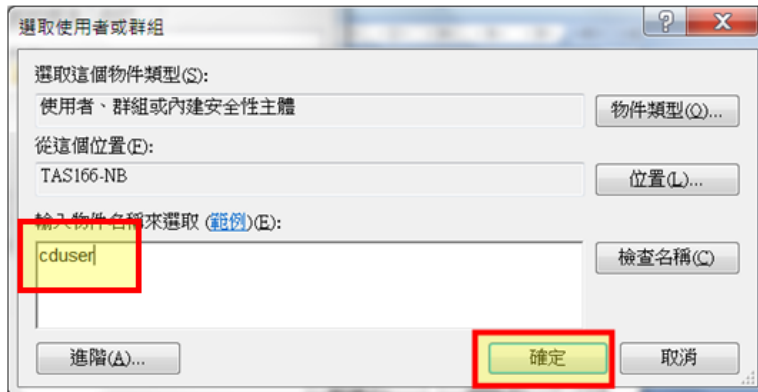 選取使用者或群組
選取這個物件類型(S):
使用者、群組或內建安全性主體
物件類型(O)...
從這個位置(F):
TAS166-NB
位置(L)...
輸入物件名稱來選取 (範例)(E):
cduser
檢查名稱(C)
進階(A)...
確定
取消